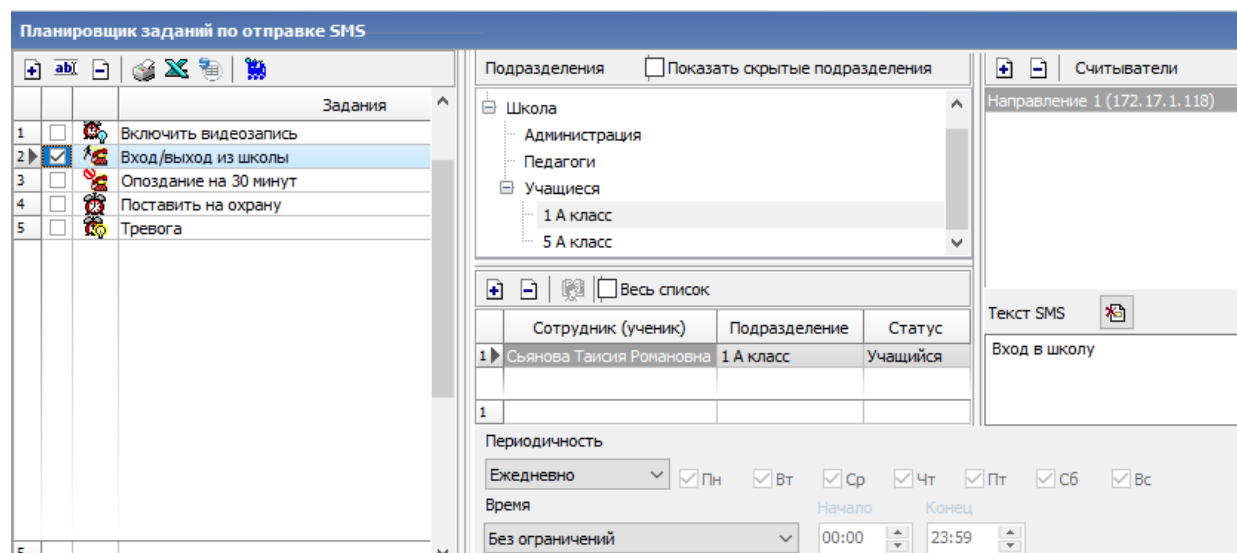 Планировщик заданий по отправке SMS
abI
Задания
1 Включить видеозапись
2 Вход/выход из школы
3 Опоздание на 30 минут
4 Поставить на охрану
5 Тревога
5
Подразделения Показать скрытые подразделения
Школа
Администрация
Педагоги
Учащиеся
1 А класс
5 А класс
Весь список
Сотрудник (ученик) Подразделение Статус
1 Сьянова Таисия Романовна 1 А класс Учащийся
1
Считыватели
Направление 1 (172.17.1.118)
Текст SMS
Вход в школу
Периодичность
Ежедневно Пн Вт Ср Чт Пт Сб Вс
Время Начало Конец
Без ограничений 00:00 23:59